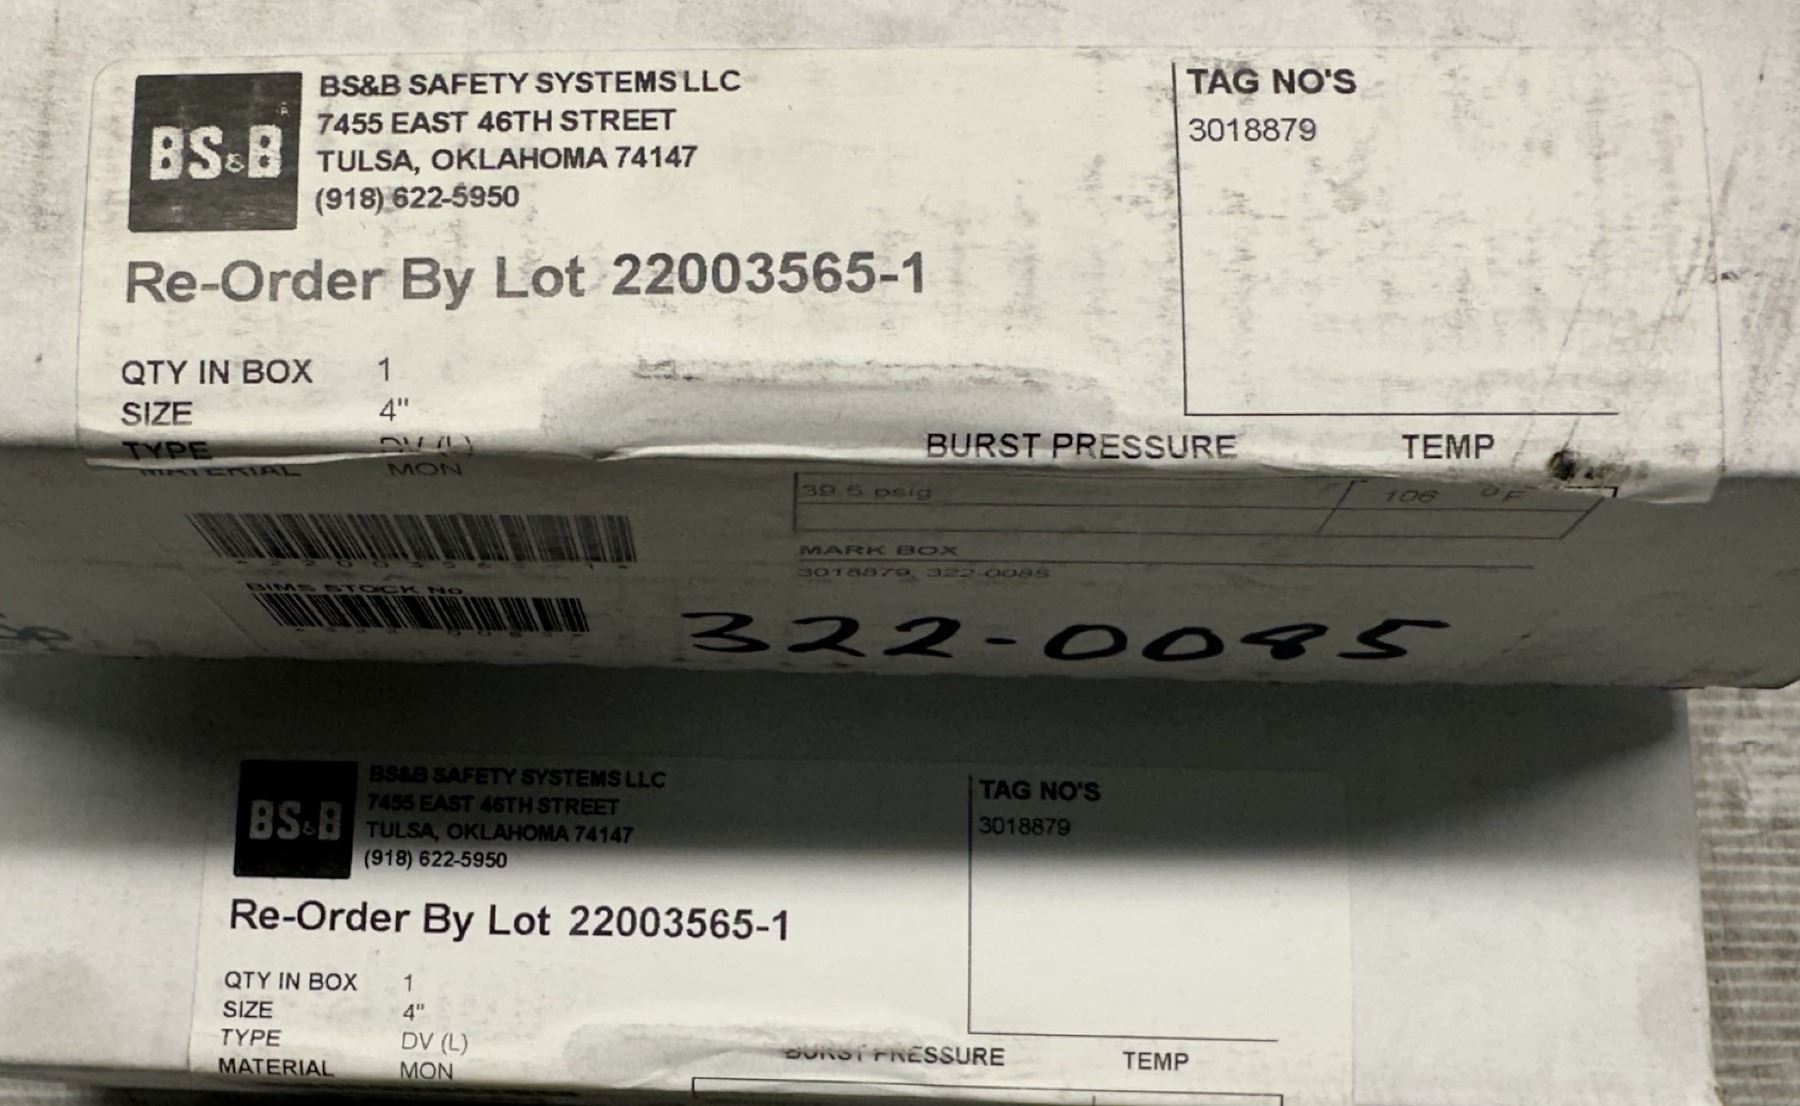 BS&B
BS&B SAFETY SYSTEMS LLC
7455 EAST 46TH STREET
TULSA, OKLAHOMA 74147
(918) 622-5950
TAG NO'S
3018879
Re-Order By Lot 22003565-1
QTY IN BOX 1
SIZE 4"
TYPE DV (L)
MATERIAL MON
BURST PRESSURE TEMP
39.5 psig 106 °F
MARK BOX
3018879, 322-0085
BIMS STOCK No
322-0085
BS&B
BS&B SAFETY SYSTEMS LLC
7455 EAST 46TH STREET
TULSA, OKLAHOMA 74147
(918) 622-5950
TAG NO'S
3018879
Re-Order By Lot 22003565-1
QTY IN BOX 1
SIZE 4"
TYPE DV (L)
MATERIAL MON
BURST PRESSURE TEMP